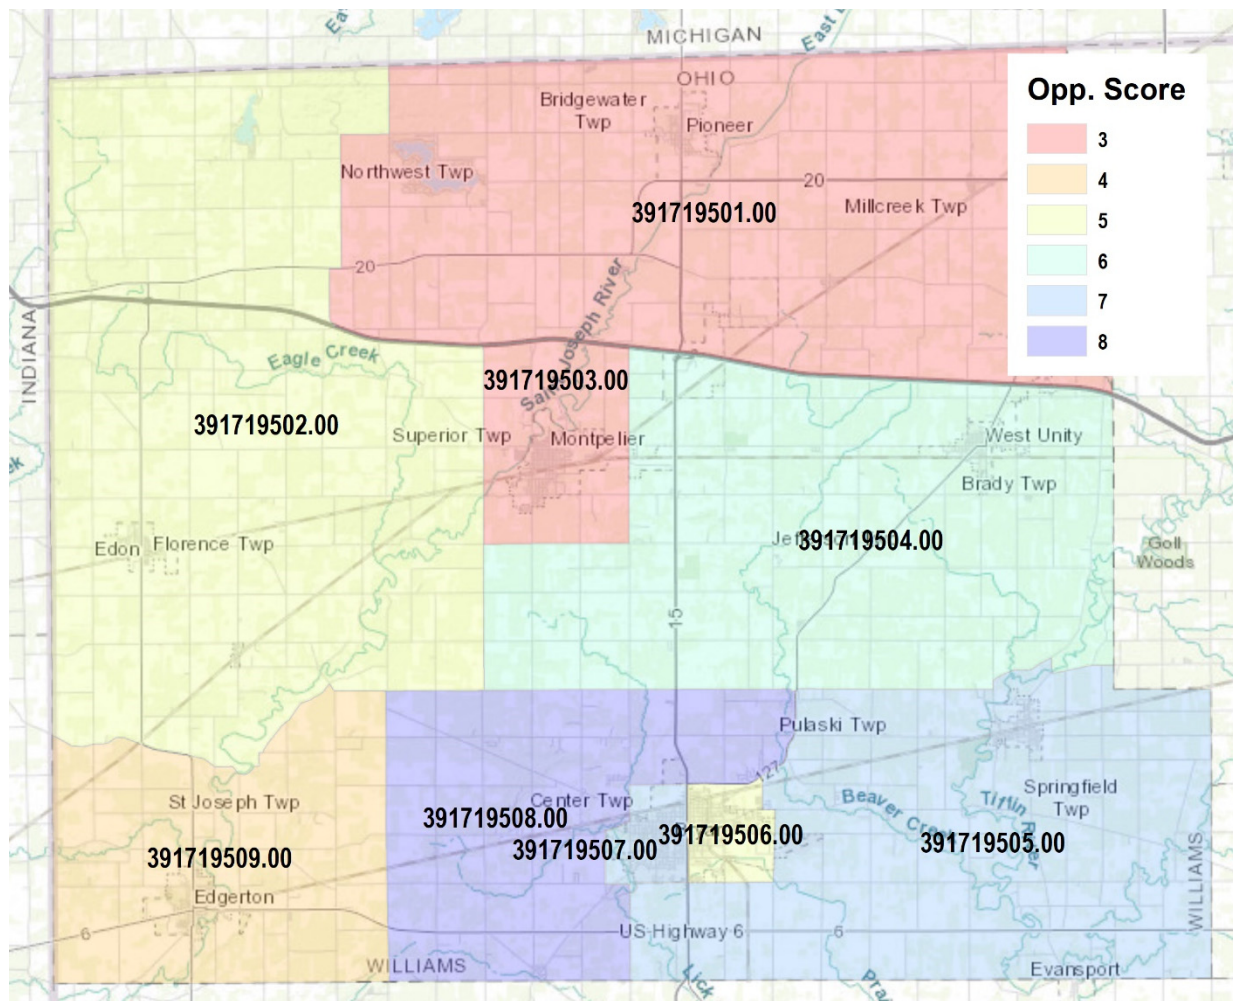 MICHIGAN
OHIO
East
Opp. Score
3
4
5
6
7
8
Bridgewater
Twp
Pioneer
Northwest Twp
20
Millcreek Twp
391719501.00
20
INDIANA
Saint Joseph River
Eagle Creek
391719503.00
391719502.00
Superior Twp
Montpelier
West Unity
Brady Twp
Edon
Florence Twp
391719504.00
Goll
Woods
15
Pulaski Twp
127
St Joseph Twp
Center Twp
Beaver Creek
Tiffin River
Springfield
Twp
391719508.00
391719506.00
391719507.00
391719505.00
391719509.00
Edgerton
WILLIAMS
6
US Highway 6
6
WILLIAMS
Evansport
Lick